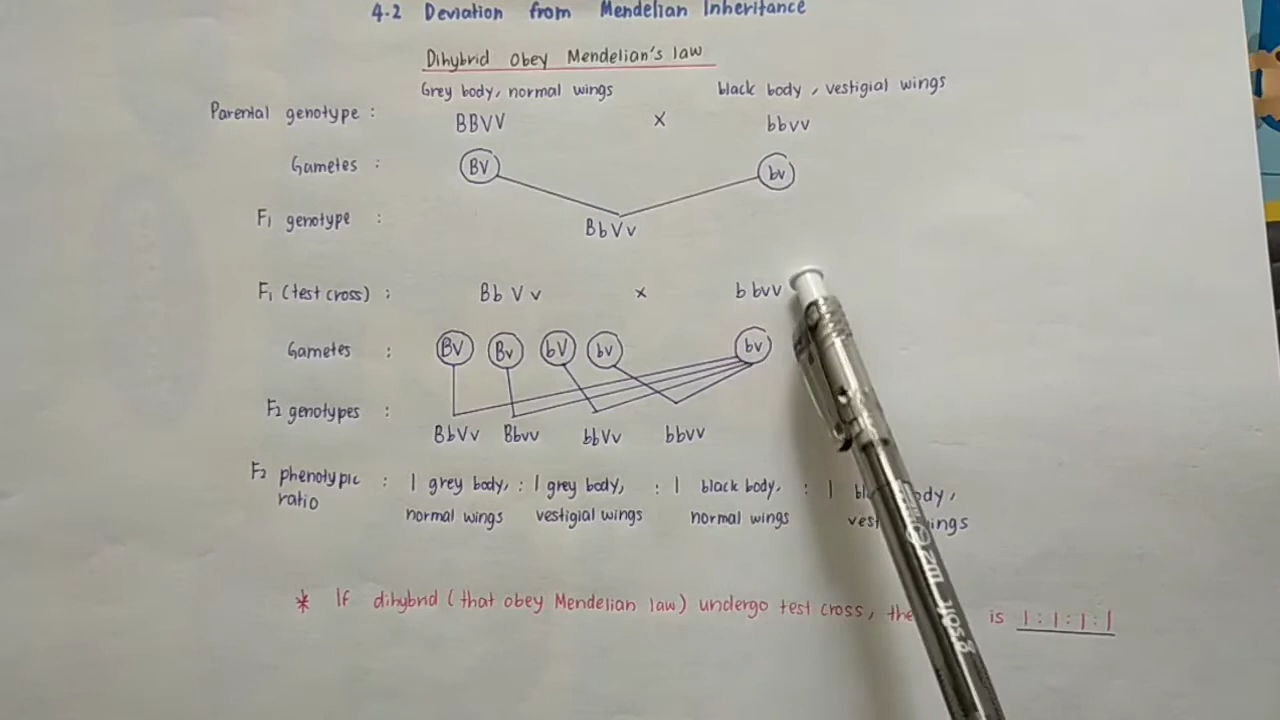 4.2 Deviation from Mendelian Inheritance
Dihybrid obey Mendelian's law
Grey body, normal wings black body, vestigial wings
Parental genotype : BBVV x bbvv
Gametes : BV bv
F1 genotype : BbVv
F1 (test cross) : BbVv x bbvv
Gametes : BV Bv bV bv bv
F2 genotypes :
BbVv Bbvv bbVv bbvv
F2 phenotypic ratio : 1 grey body, : 1 grey body, : 1 black body, : 1
normal wings vestigial wings normal wings
* If dihybrid (that obey Mendelian law) undergo test cross, is 1:1:1:1
0.5mm